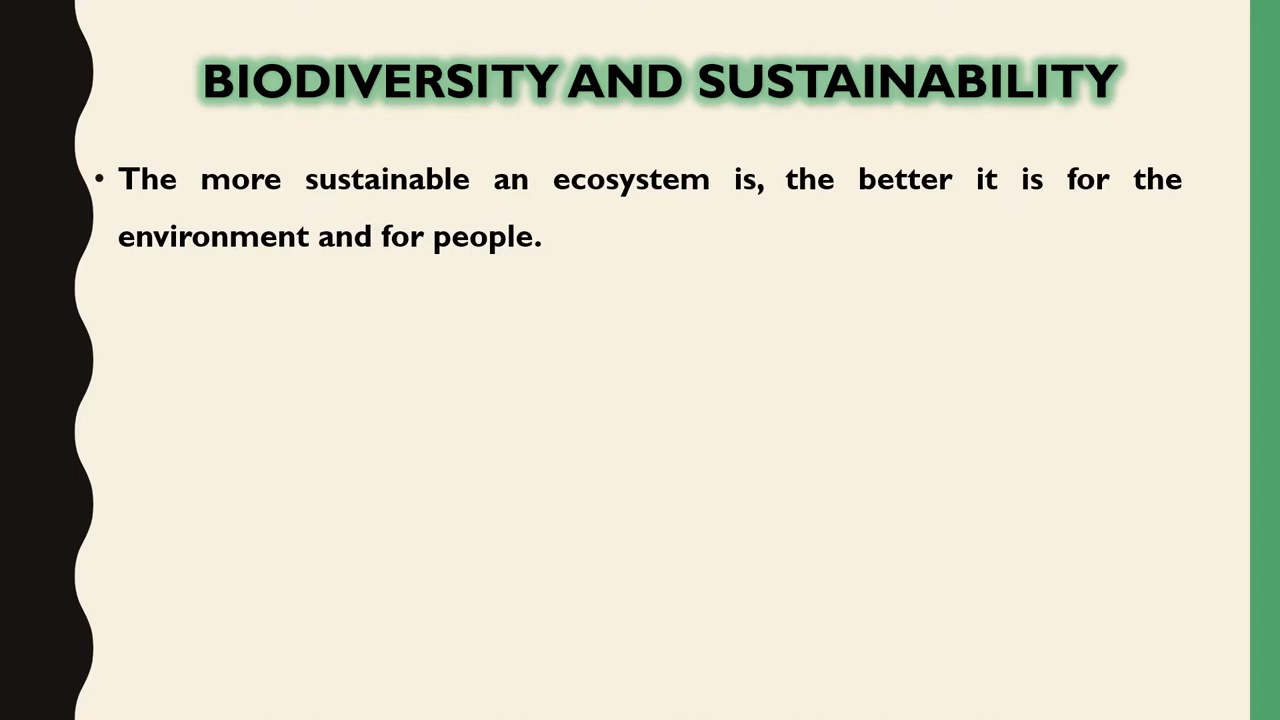 BIODIVERSITY AND SUSTAINABILITY
• The more sustainable an ecosystem is, the better it is for the
environment and for people.